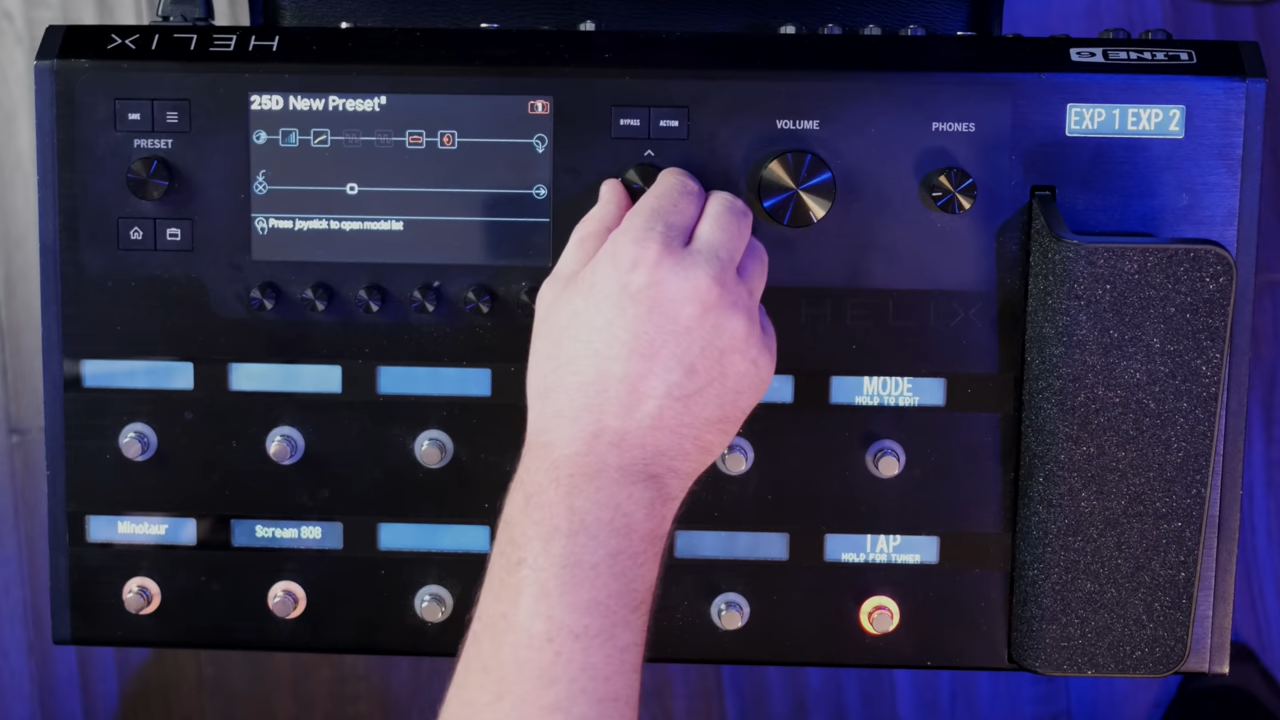 HELIX
LINE 6
25D New Preset
SAVE
PRESET
BYPASS
ACTION
VOLUME
PHONES
EXP 1 EXP 2
Press joystick to open model list
HELIX
MODE
HOLD TO EDIT
Minotaur
Scream 808
TAP
HOLD FOR TUNER